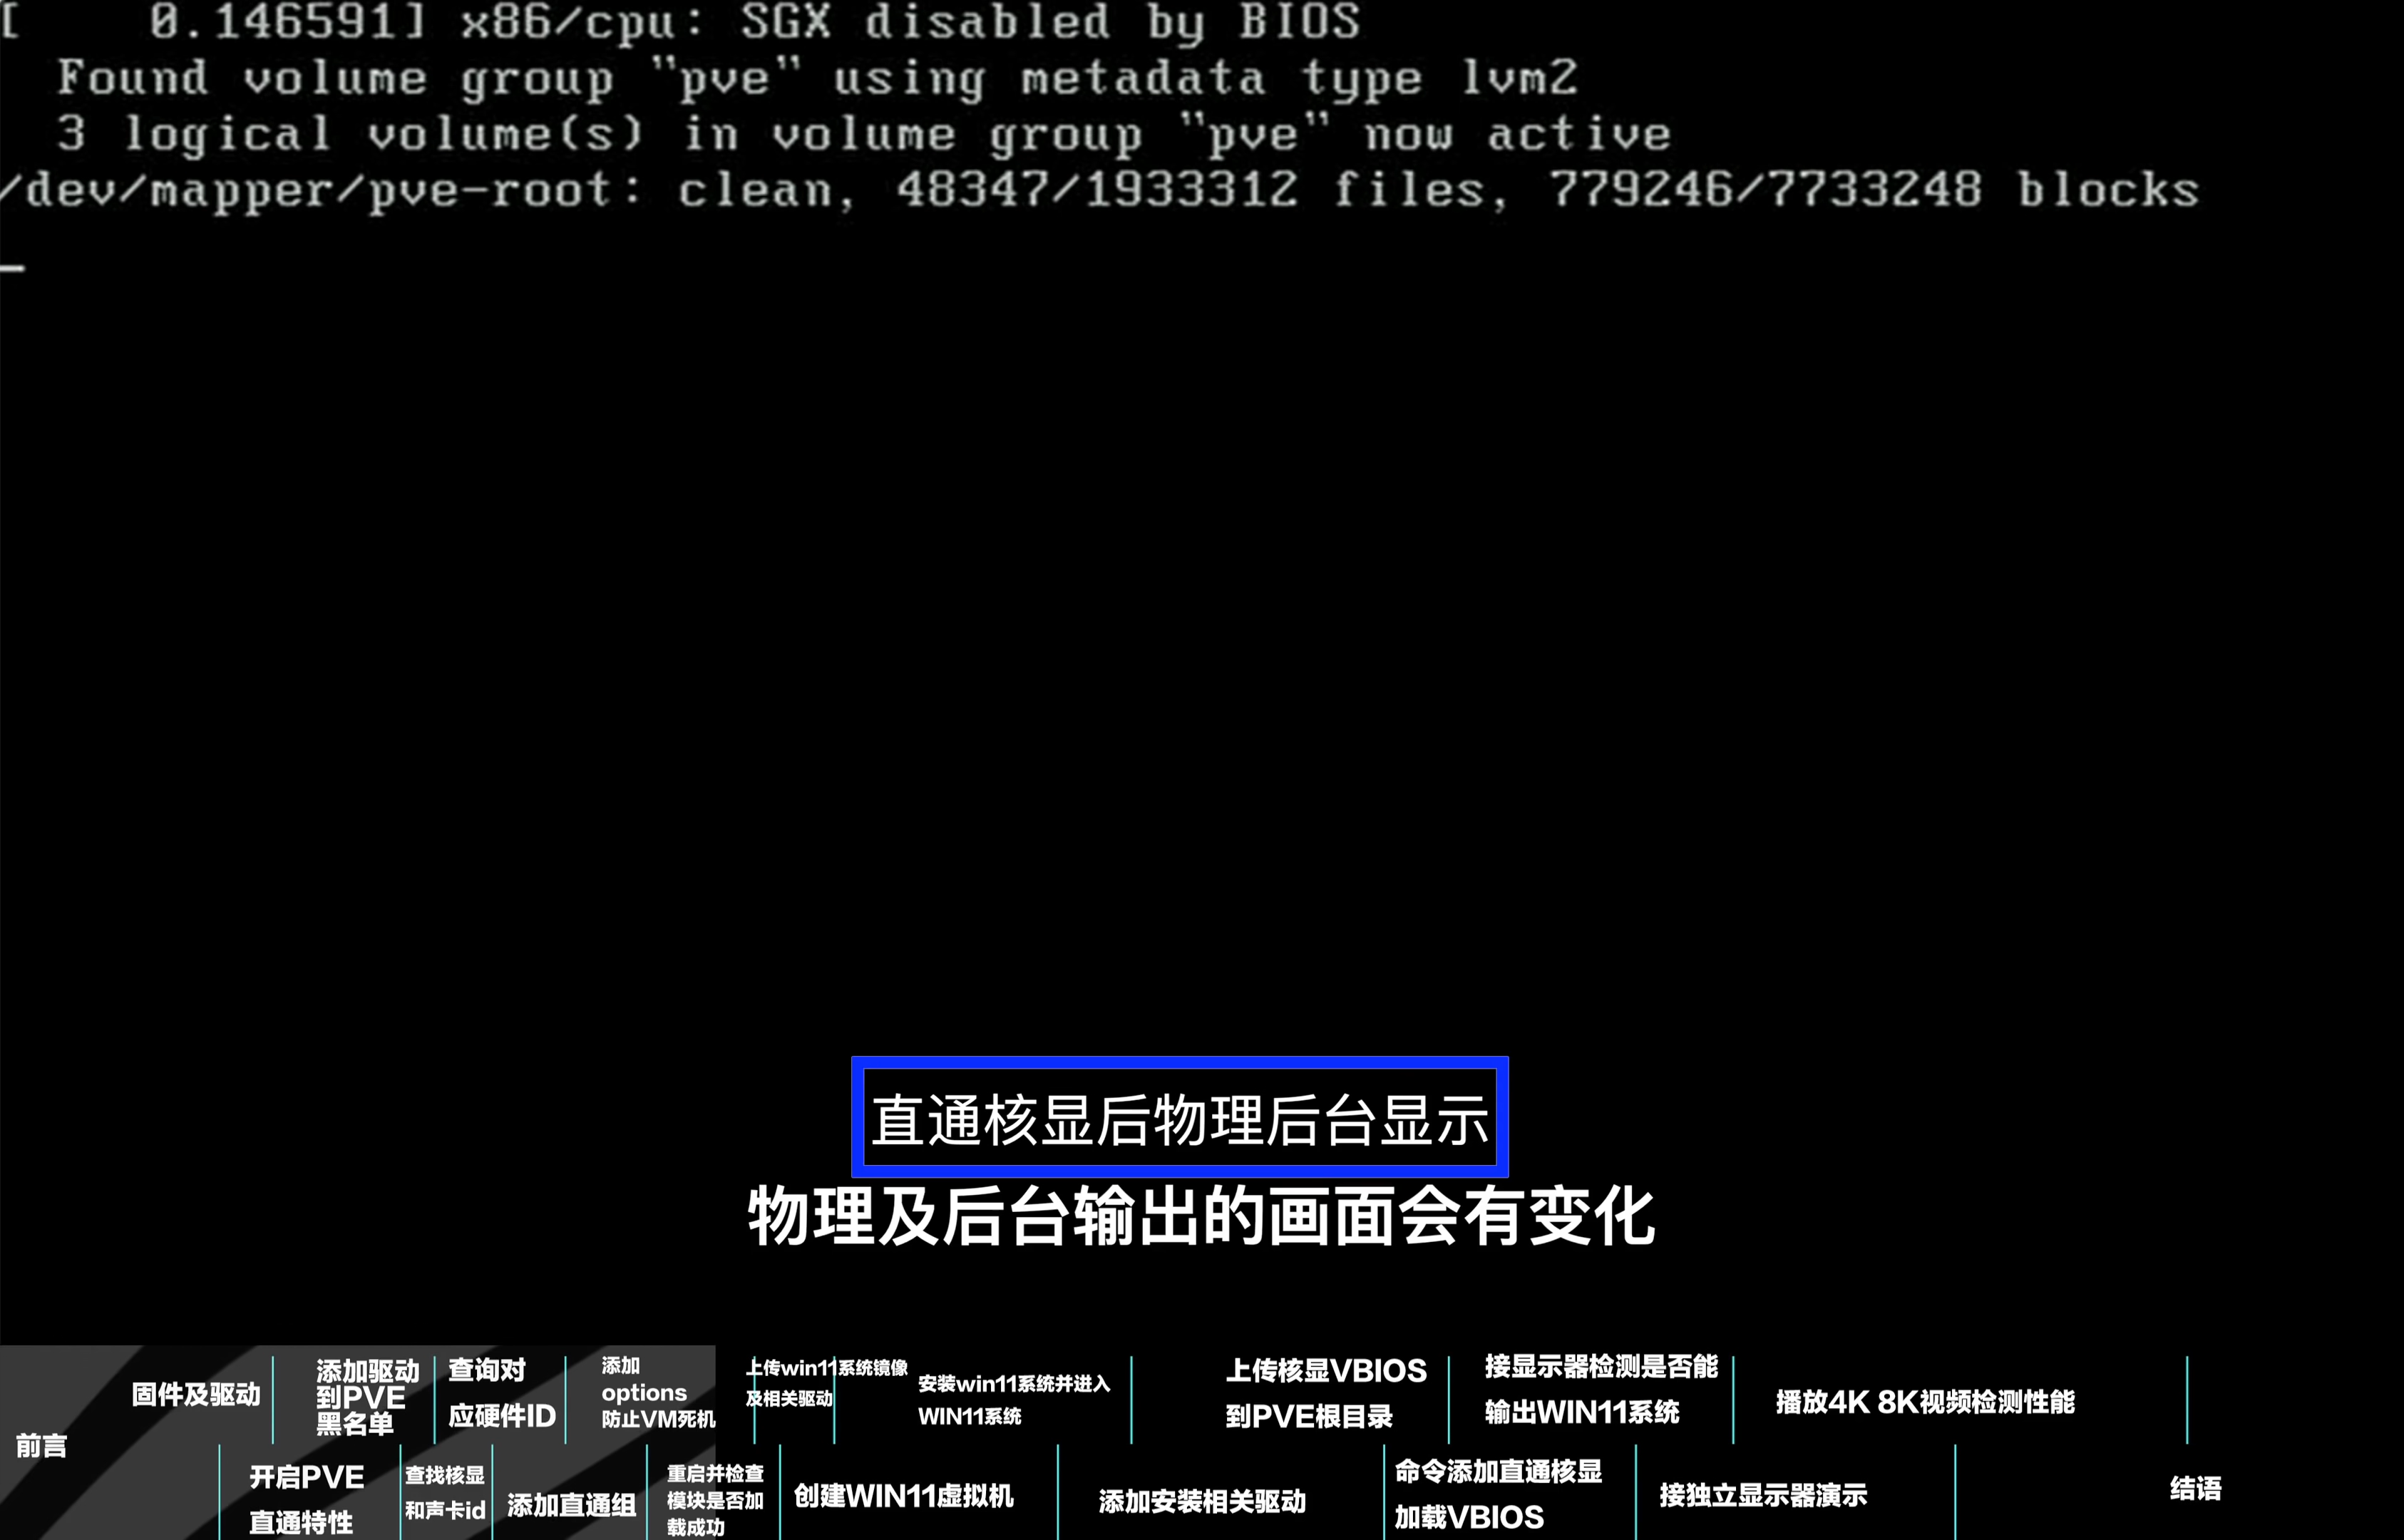 [    0.146591] x86/cpu: SGX disabled by BIOS
Found volume group "pve" using metadata type lvm2
3 logical volume(s) in volume group "pve" now active
/dev/mapper/pve-root: clean, 48347/1933312 files, 779246/7733248 blocks
直通核显后物理后台显示
物理及后台输出的画面会有变化
前言
固件及驱动
开启PVE
直通特性
添加驱动
到PVE
黑名单
查找核显
和声卡id
查询对
应硬件ID
添加直通组
添加
options
防止VM死机
重启并检查
模块是否加
载成功
上传win11系统镜像
及相关驱动
创建WIN11虚拟机
安装win11系统并进入
WIN11系统
添加安装相关驱动
上传核显VBIOS
到PVE根目录
命令添加直通核显
加载VBIOS
接显示器检测是否能
输出WIN11系统
接独立显示器演示
播放4K 8K视频检测性能
结语